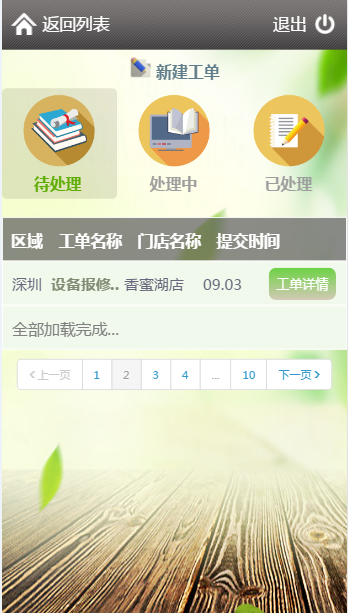 返回列表 退出
新建工单
待处理 处理中 已处理
区域 工单名称 门店名称 提交时间
深圳 设备报修.. 香蜜湖店 09.03 工单详情
全部加载完成...
上一页 1 2 3 4 ... 10 下一页